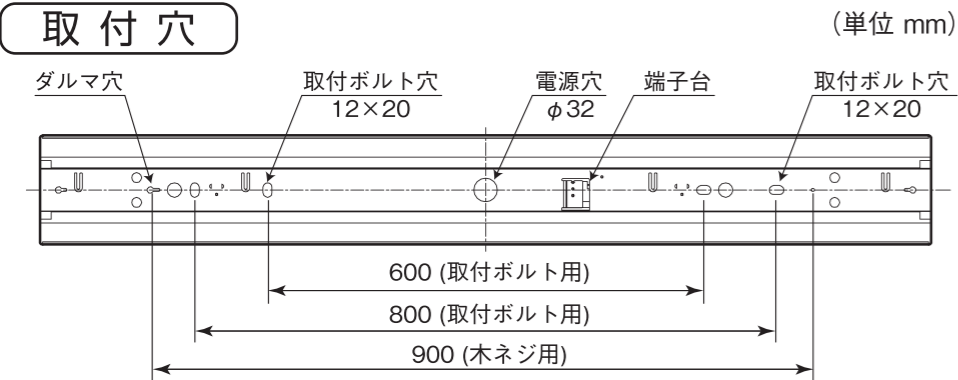 取付穴
(単位 mm)
ダルマ穴
取付ボルト穴
12×20
電源穴
φ32
端子台
取付ボルト穴
12×20
600 (取付ボルト用)
800 (取付ボルト用)
900 (木ネジ用)